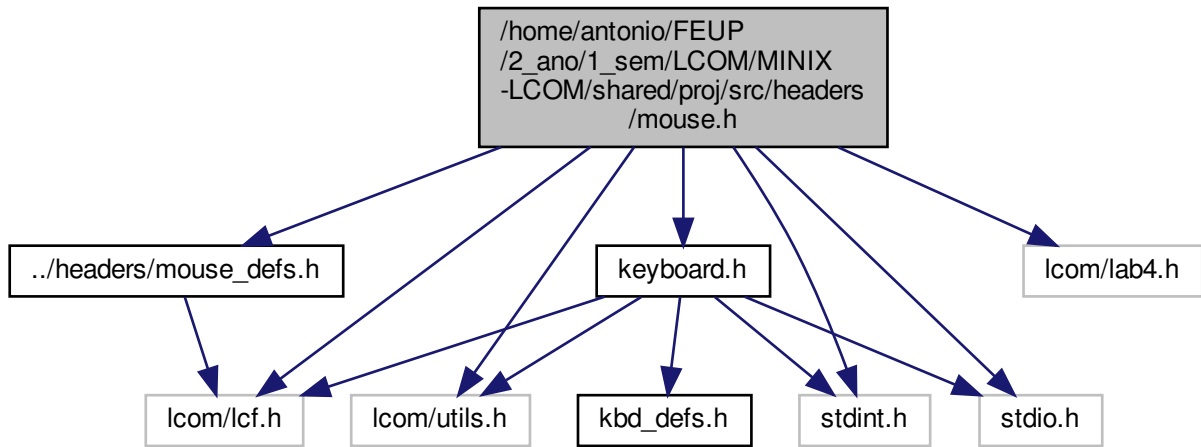 /home/antonio/FEUP
/2_ano/1_sem/LCOM/MINIX
-LCOM/shared/proj/src/headers
/mouse.h
../headers/mouse_defs.h
keyboard.h
lcom/lab4.h
lcom/lcf.h
lcom/utils.h
kbd_defs.h
stdint.h
stdio.h